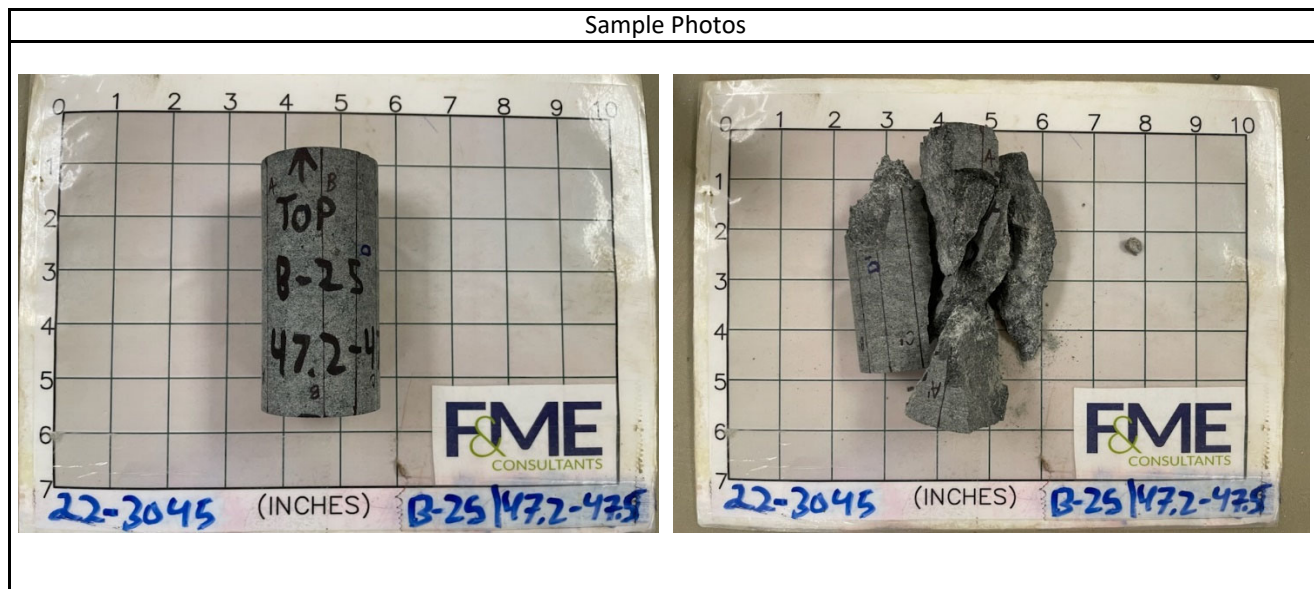 Sample Photos
0 1 2 3 4 5 6 7 8 9 10
1
2
3
4
5
6
7
A B
TOP
D
B-25
47.2-4
B
F&ME
CONSULTANTS
22-3045 (INCHES) B-25 | 47.2-47.5
0 1 2 3 4 5 6 7 8 9 10
1
2
3
4
5
6
7
A
D'
A'
F&ME
CONSULTANTS
22-3045 (INCHES) B-25 | 47.2-47.5